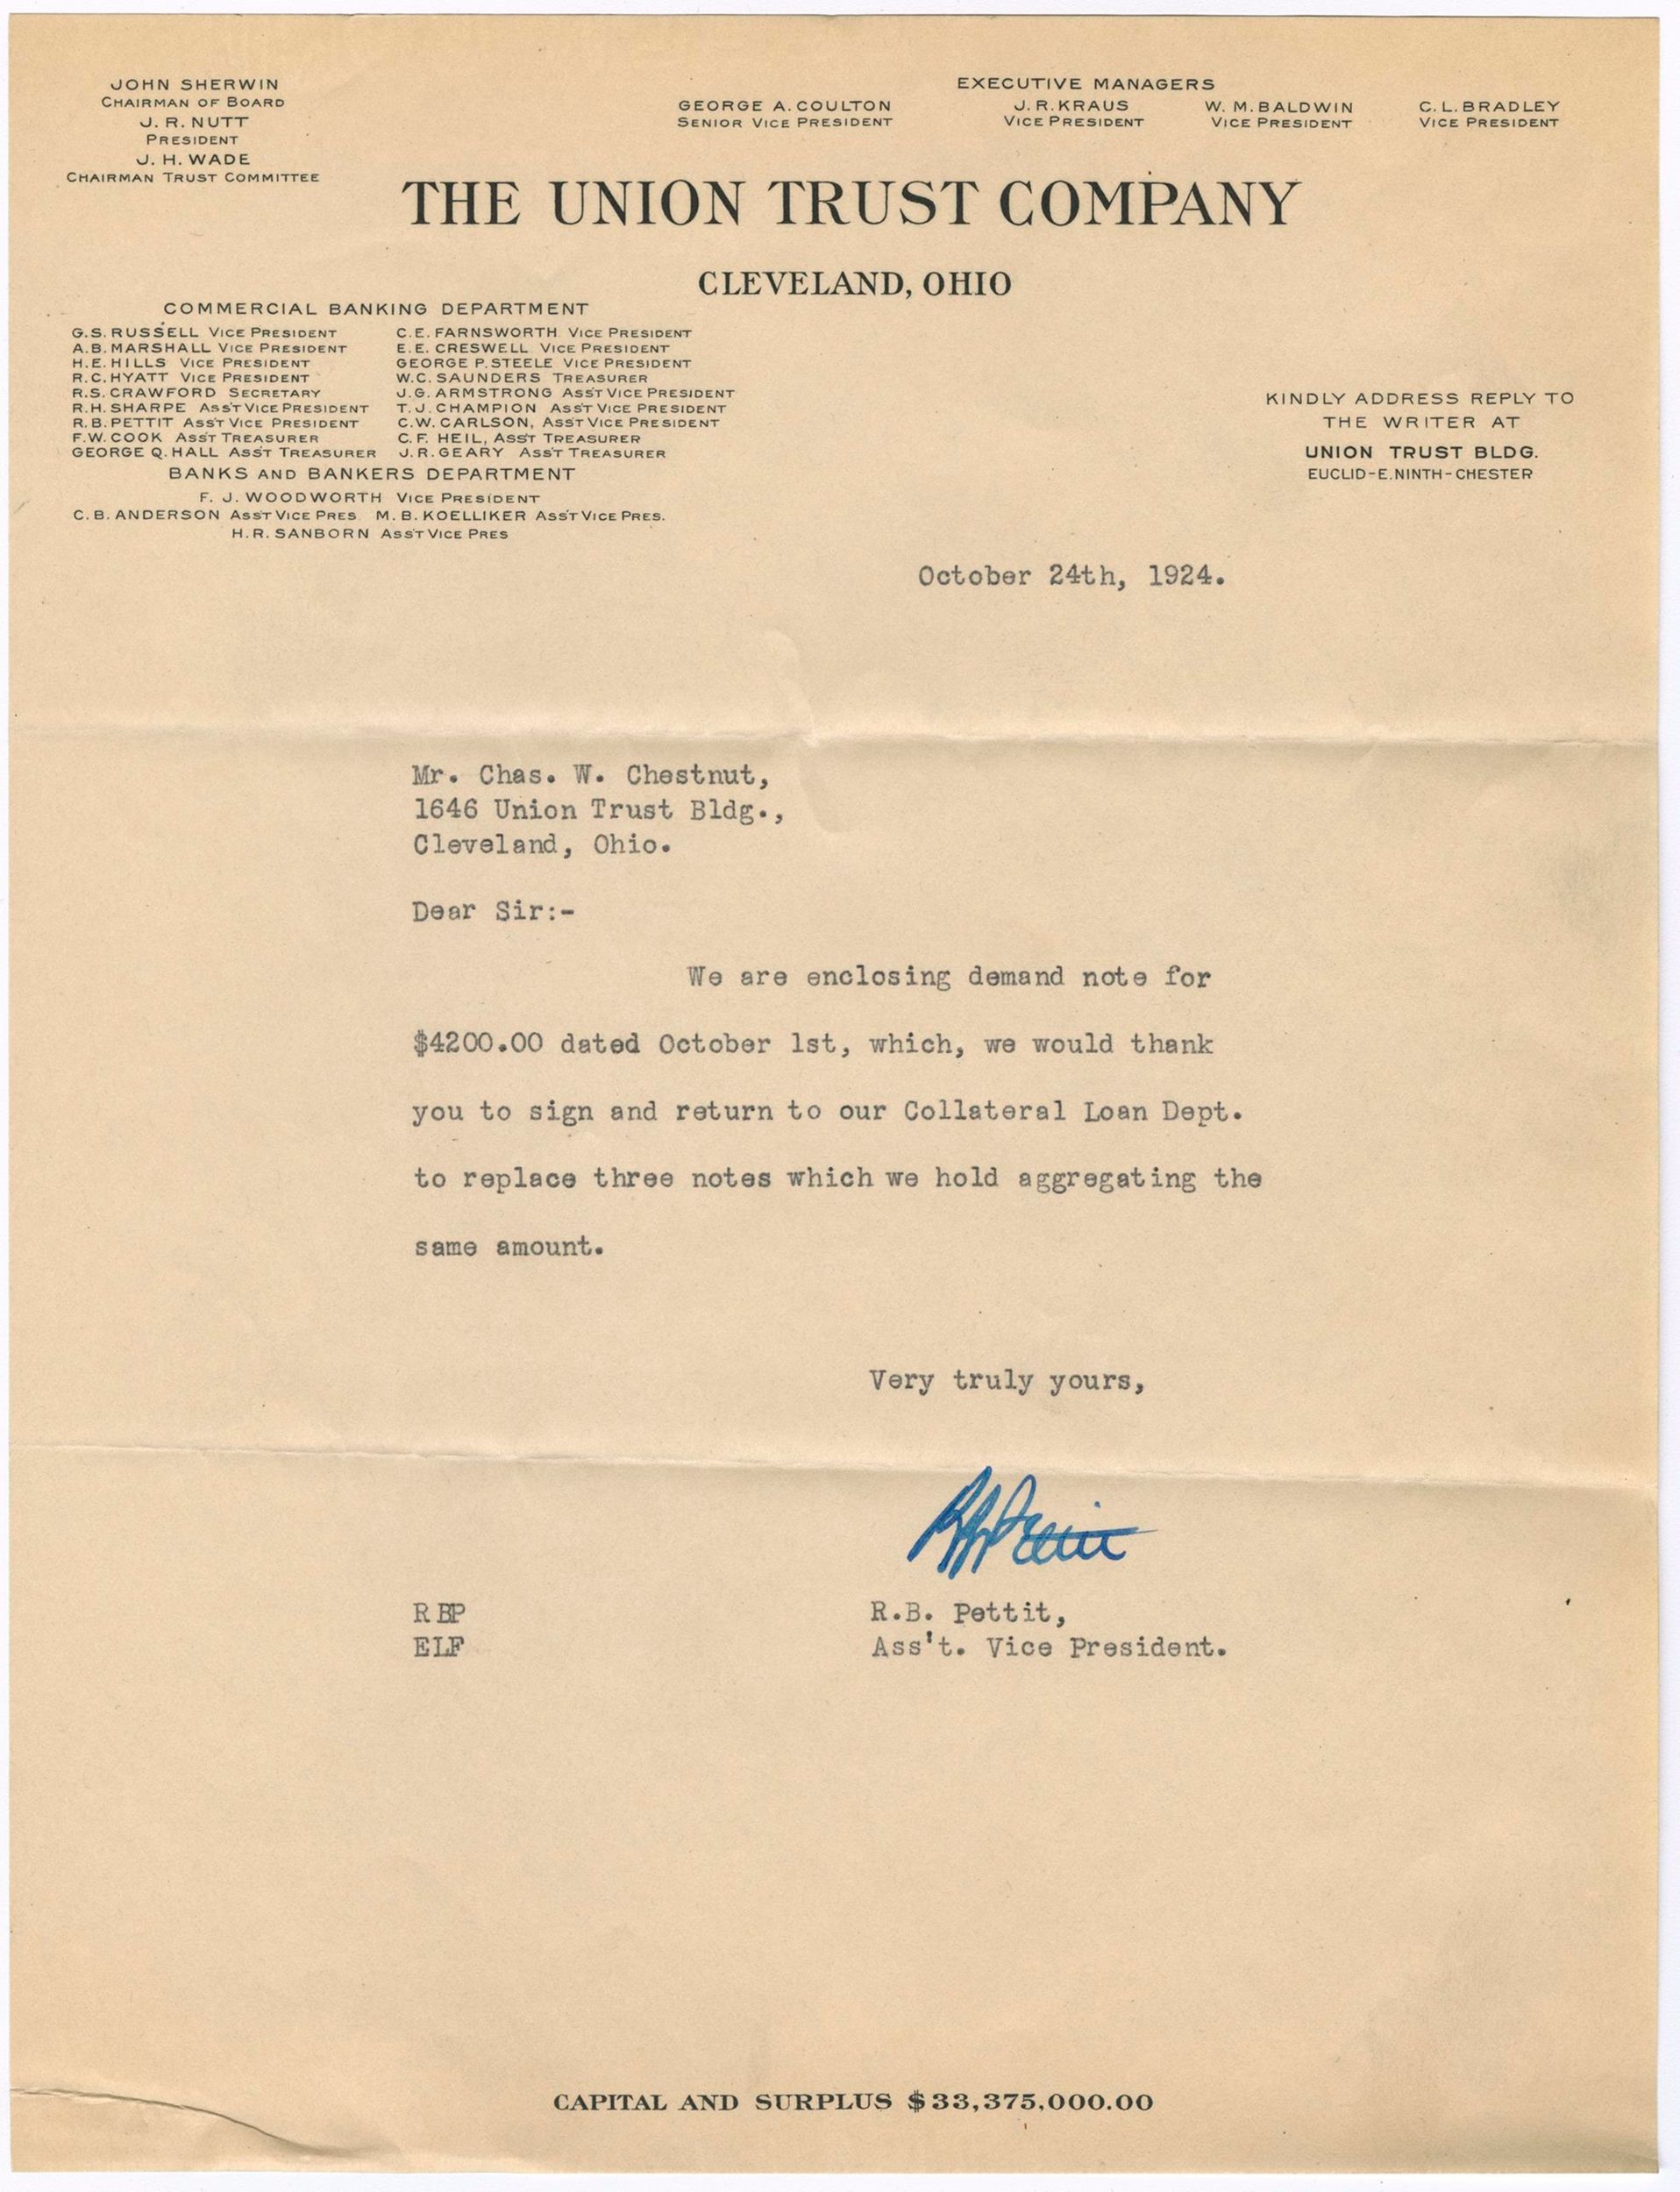 JOHN SHERWIN
CHAIRMAN OF BOARD
J. R. NUTT
PRESIDENT
J. H. WADE
CHAIRMAN TRUST COMMITTEE
EXECUTIVE MANAGERS
GEORGE A. COULTON J. R. KRAUS W. M. BALDWIN C. L. BRADLEY
SENIOR VICE PRESIDENT VICE PRESIDENT VICE PRESIDENT VICE PRESIDENT
THE UNION TRUST COMPANY
CLEVELAND, OHIO
COMMERCIAL BANKING DEPARTMENT
G.S. RUSSELL VICE PRESIDENT C.E. FARNSWORTH VICE PRESIDENT
A.B. MARSHALL VICE PRESIDENT E.E. CRESWELL VICE PRESIDENT
H.E. HILLS VICE PRESIDENT GEORGE P. STEELE VICE PRESIDENT
R.C. HYATT VICE PRESIDENT W.C. SAUNDERS TREASURER
R.S. CRAWFORD SECRETARY J.G. ARMSTRONG ASS'T VICE PRESIDENT
R.H. SHARPE ASS'T VICE PRESIDENT T.J. CHAMPION ASS'T VICE PRESIDENT
R.B. PETTIT ASS'T VICE PRESIDENT C.W. CARLSON, ASS'T VICE PRESIDENT
F.W. COOK ASS'T TREASURER C.F. HEIL, ASS'T TREASURER
GEORGE Q. HALL ASS'T TREASURER J.R. GEARY ASS'T TREASURER
BANKS AND BANKERS DEPARTMENT
F. J. WOODWORTH VICE PRESIDENT
C.B. ANDERSON ASS'T VICE PRES. M. B. KOELLIKER ASS'T VICE PRES.
H.R. SANBORN ASS'T VICE PRES
KINDLY ADDRESS REPLY TO
THE WRITER AT
UNION TRUST BLDG.
EUCLID-E.NINTH-CHESTER
October 24th, 1924.
Mr. Chas. W. Chestnut,
1646 Union Trust Bldg.,
Cleveland, Ohio.
Dear Sir:-
We are enclosing demand note for
$4200.00 dated October 1st, which, we would thank
you to sign and return to our Collateral Loan Dept.
to replace three notes which we hold aggregating the
same amount.
Very truly yours,
RBPettit
RBP R.B. Pettit,
ELF Ass't. Vice President.
CAPITAL AND SURPLUS $33,375,000.00